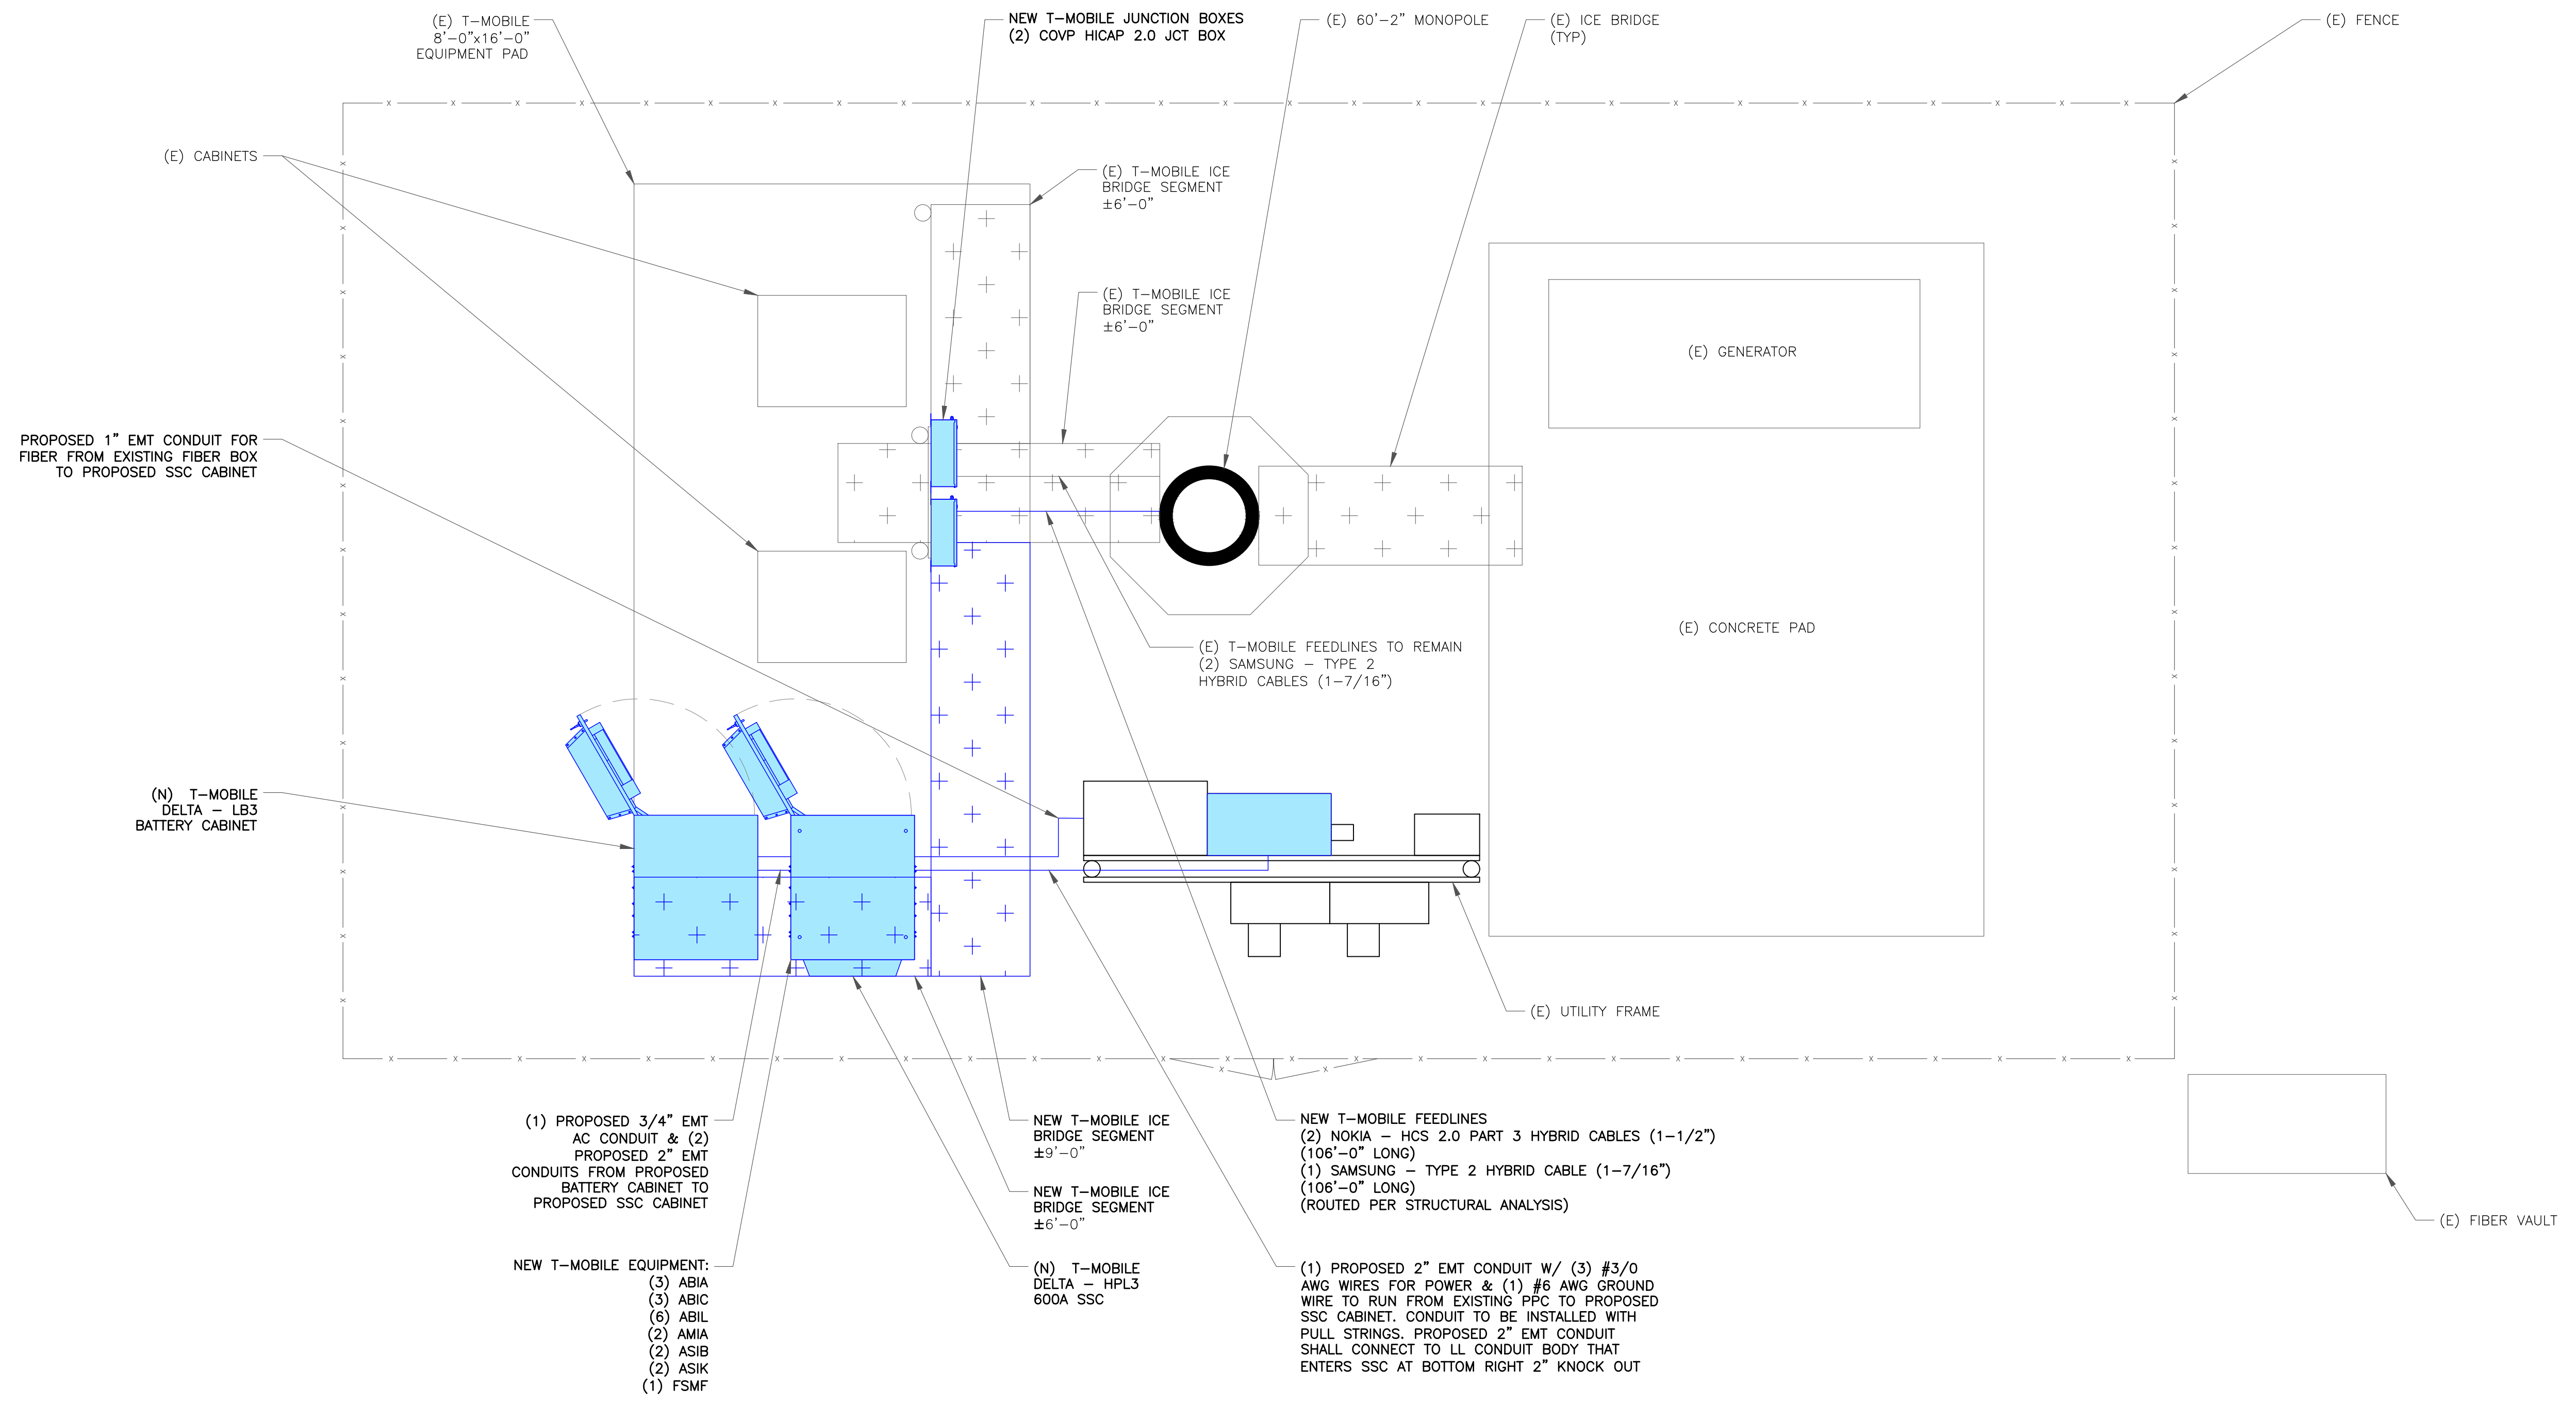 (E) T-MOBILE
8'-0"x16'-0"
EQUIPMENT PAD
NEW T-MOBILE JUNCTION BOXES
(2) COVP HICAP 2.0 JCT BOX
(E) 60'-2" MONOPOLE
(E) ICE BRIDGE
(TYP)
(E) FENCE
(E) CABINETS
(E) T-MOBILE ICE
BRIDGE SEGMENT
±6'-0"
(E) T-MOBILE ICE
BRIDGE SEGMENT
±6'-0"
(E) GENERATOR
PROPOSED 1" EMT CONDUIT FOR
FIBER FROM EXISTING FIBER BOX
TO PROPOSED SSC CABINET
(E) CONCRETE PAD
(E) T-MOBILE FEEDLINES TO REMAIN
(2) SAMSUNG - TYPE 2
HYBRID CABLES (1-7/16")
(N) T-MOBILE
DELTA - LB3
BATTERY CABINET
(E) UTILITY FRAME
(1) PROPOSED 3/4" EMT
AC CONDUIT & (2)
PROPOSED 2" EMT
CONDUITS FROM PROPOSED
BATTERY CABINET TO
PROPOSED SSC CABINET
NEW T-MOBILE ICE
BRIDGE SEGMENT
±9'-0"
NEW T-MOBILE ICE
BRIDGE SEGMENT
±6'-0"
NEW T-MOBILE FEEDLINES
(2) NOKIA - HCS 2.0 PART 3 HYBRID CABLES (1-1/2")
(106'-0" LONG)
(1) SAMSUNG - TYPE 2 HYBRID CABLE (1-7/16")
(106'-0" LONG)
(ROUTED PER STRUCTURAL ANALYSIS)
(E) FIBER VAULT
NEW T-MOBILE EQUIPMENT:
(3) ABIA
(3) ABIC
(6) ABIL
(2) AMIA
(2) ASIB
(2) ASIK
(1) FSMF
(N) T-MOBILE
DELTA - HPL3
600A SSC
(1) PROPOSED 2" EMT CONDUIT W/ (3) #3/0
AWG WIRES FOR POWER & (1) #6 AWG GROUND
WIRE TO RUN FROM EXISTING PPC TO PROPOSED
SSC CABINET. CONDUIT TO BE INSTALLED WITH
PULL STRINGS. PROPOSED 2" EMT CONDUIT
SHALL CONNECT TO LL CONDUIT BODY THAT
ENTERS SSC AT BOTTOM RIGHT 2" KNOCK OUT